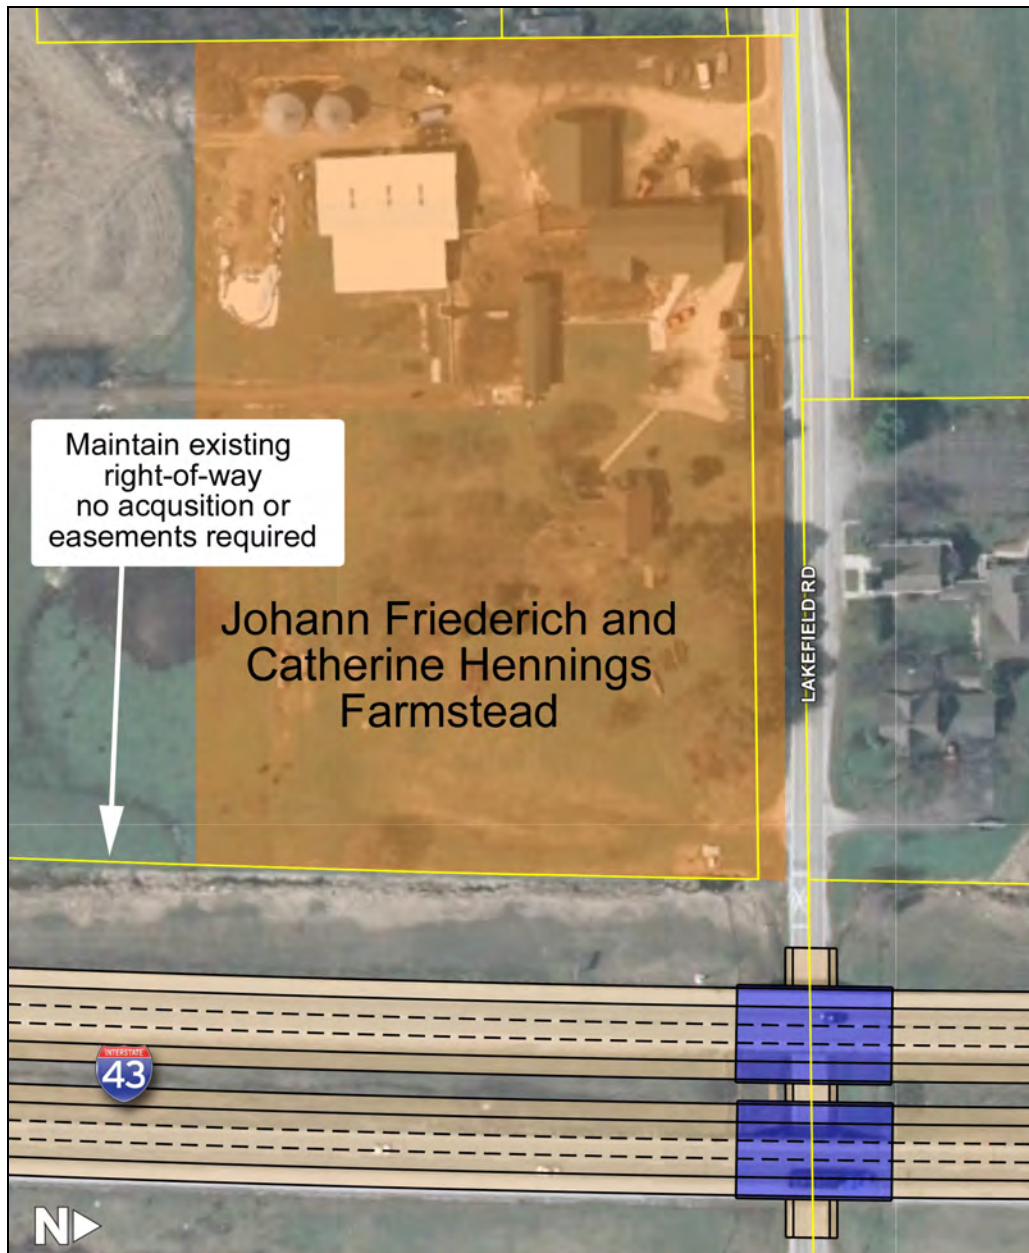 Maintain existing
right-of-way
no acqusition or
easements required
Johann Friederich and
Catherine Hennings
Farmstead
LAKEFIELD RD
INTERSTATE
43
N